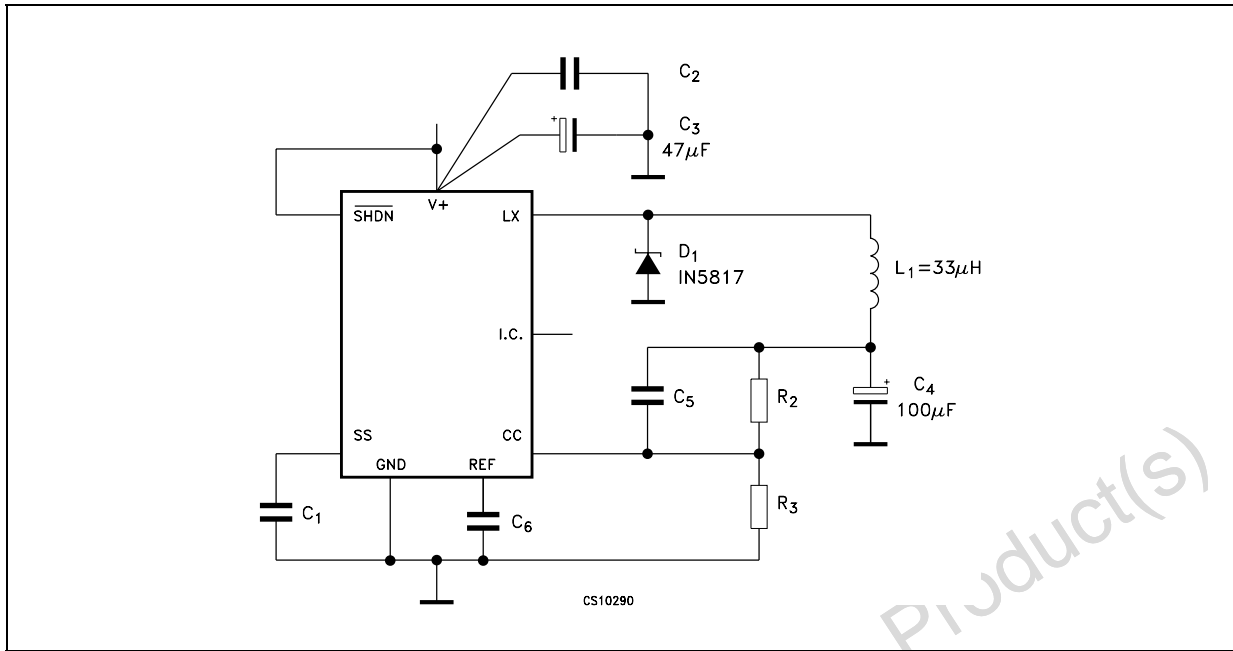 C2
C3
47μF
SHDN
V+
LX
D1
IN5817
L1=33μH
I.C.
C5
R2
C4
100μF
SS
CC
GND
REF
C1
C6
R3
CS10290
Product(s)